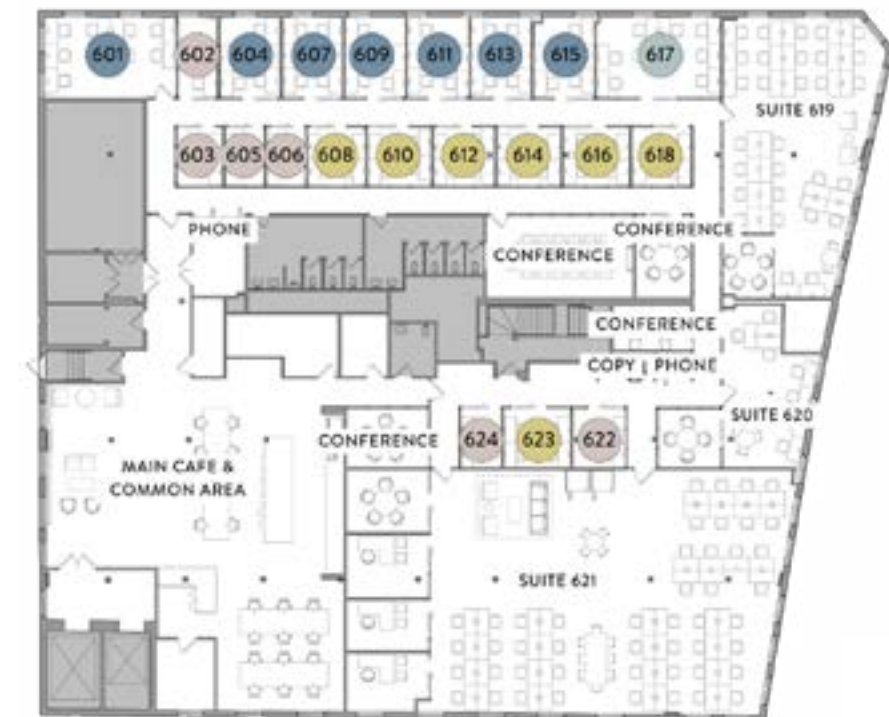 601
602
604
607
609
611
613
615
617
SUITE 619
603
605
606
608
610
612
614
616
618
PHONE
CONFERENCE
CONFERENCE
CONFERENCE
COPY
PHONE
SUITE 620
CONFERENCE
624
623
622
MAIN CAFE &
COMMON AREA
SUITE 621